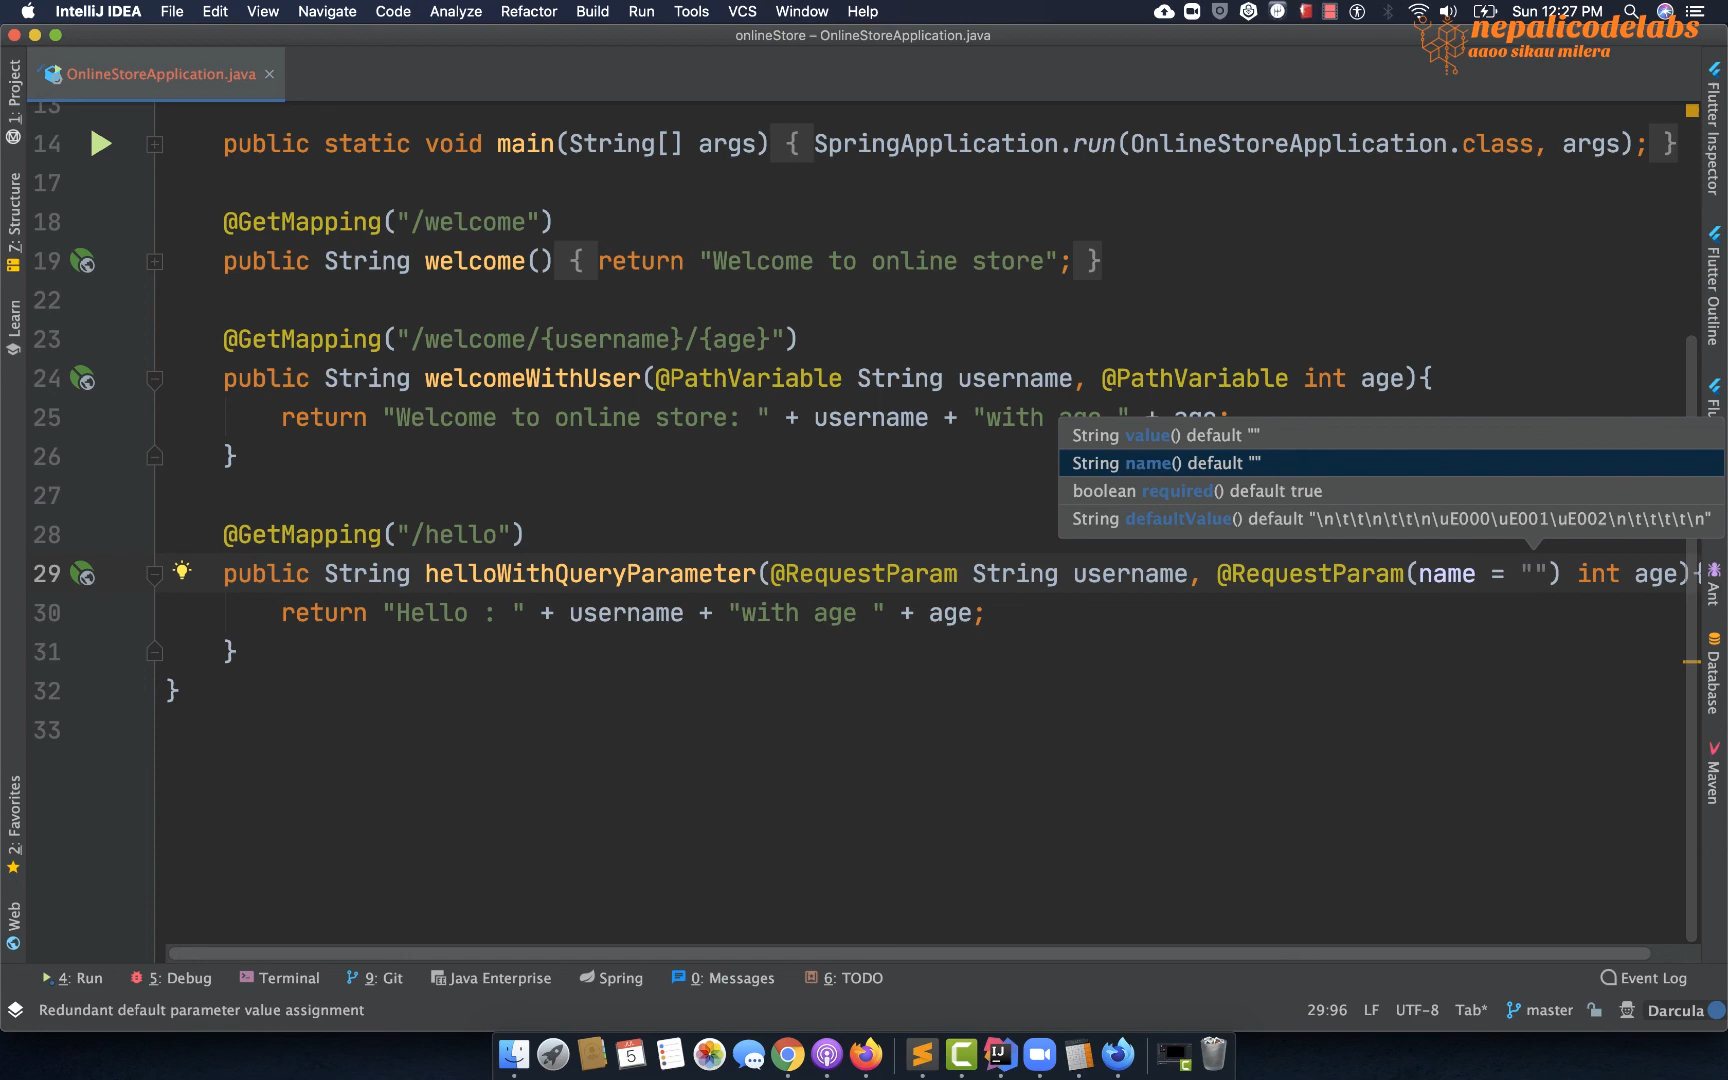 IntelliJ IDEA File Edit View Navigate Code Analyze Refactor Build Run Tools VCS Window Help Sun 12:27 PM
onlineStore – OnlineStoreApplication.java
nepalicodelabs
aaoo sikau milera
OnlineStoreApplication.java
13
14 public static void main(String[] args) { SpringApplication.run(OnlineStoreApplication.class, args); }
17
18 @GetMapping("/welcome")
19 public String welcome() { return "Welcome to online store"; }
22
23 @GetMapping("/welcome/{username}/{age}")
24 public String welcomeWithUser(@PathVariable String username, @PathVariable int age){
25 return "Welcome to online store: " + username + "with age " + age;
String value() default ""
26 }
String name() default ""
27
boolean required() default true
String defaultValue() default "\n\t\t\n\t\t\n\uE000\uE001\uE002\n\t\t\t\t\n"
28 @GetMapping("/hello")
29 public String helloWithQueryParameter(@RequestParam String username, @RequestParam(name = "") int age){
30 return "Hello : " + username + "with age " + age;
31 }
32 }
33
1: Project
7: Structure
Learn
2: Favorites
Web
Flutter Inspector
Flutter Outline
Ant
Database
Maven
4: Run 5: Debug Terminal 9: Git Java Enterprise Spring 0: Messages 6: TODO Event Log
Redundant default parameter value assignment 29:96 LF UTF-8 Tab* master Darcula